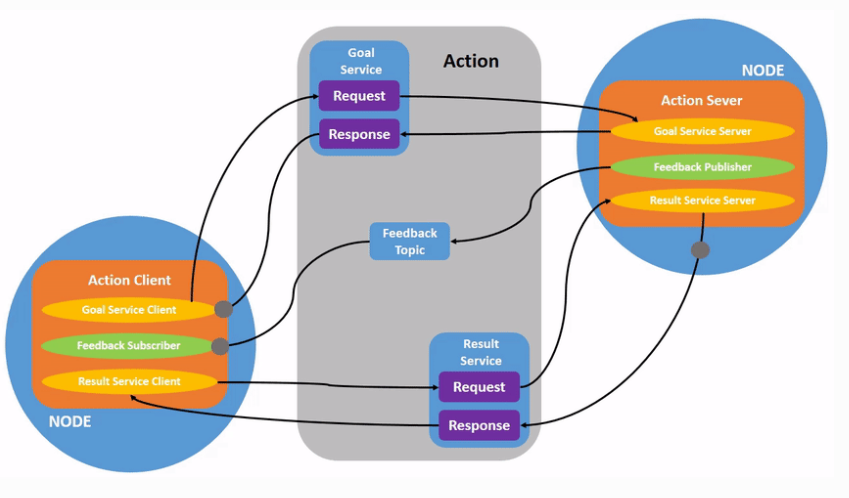 Goal
Service
Action
Request
Response
NODE
Action Sever
Goal Service Server
Feedback Publisher
Result Service Server
Feedback
Topic
Action Client
Goal Service Client
Feedback Subscriber
Result Service Client
NODE
Result
Service
Request
Response